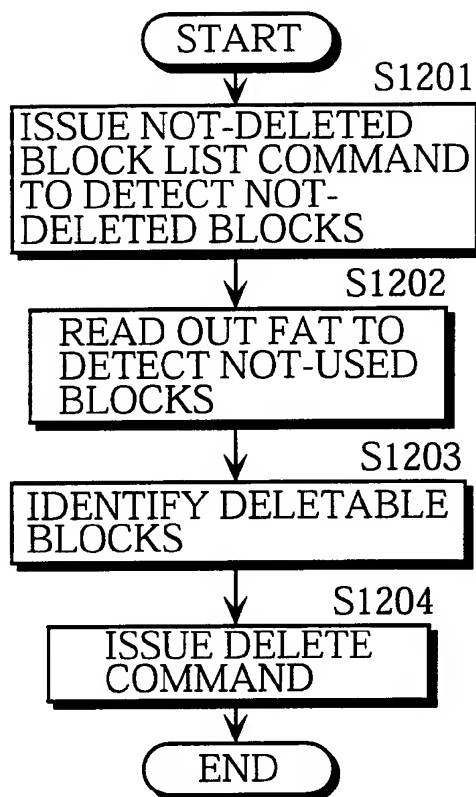 START
S1201
ISSUE NOT-DELETED
BLOCK LIST COMMAND
TO DETECT NOT-
DELETED BLOCKS
S1202
READ OUT FAT TO
DETECT NOT-USED
BLOCKS
S1203
IDENTIFY DELETABLE
BLOCKS
S1204
ISSUE DELETE
COMMAND
END